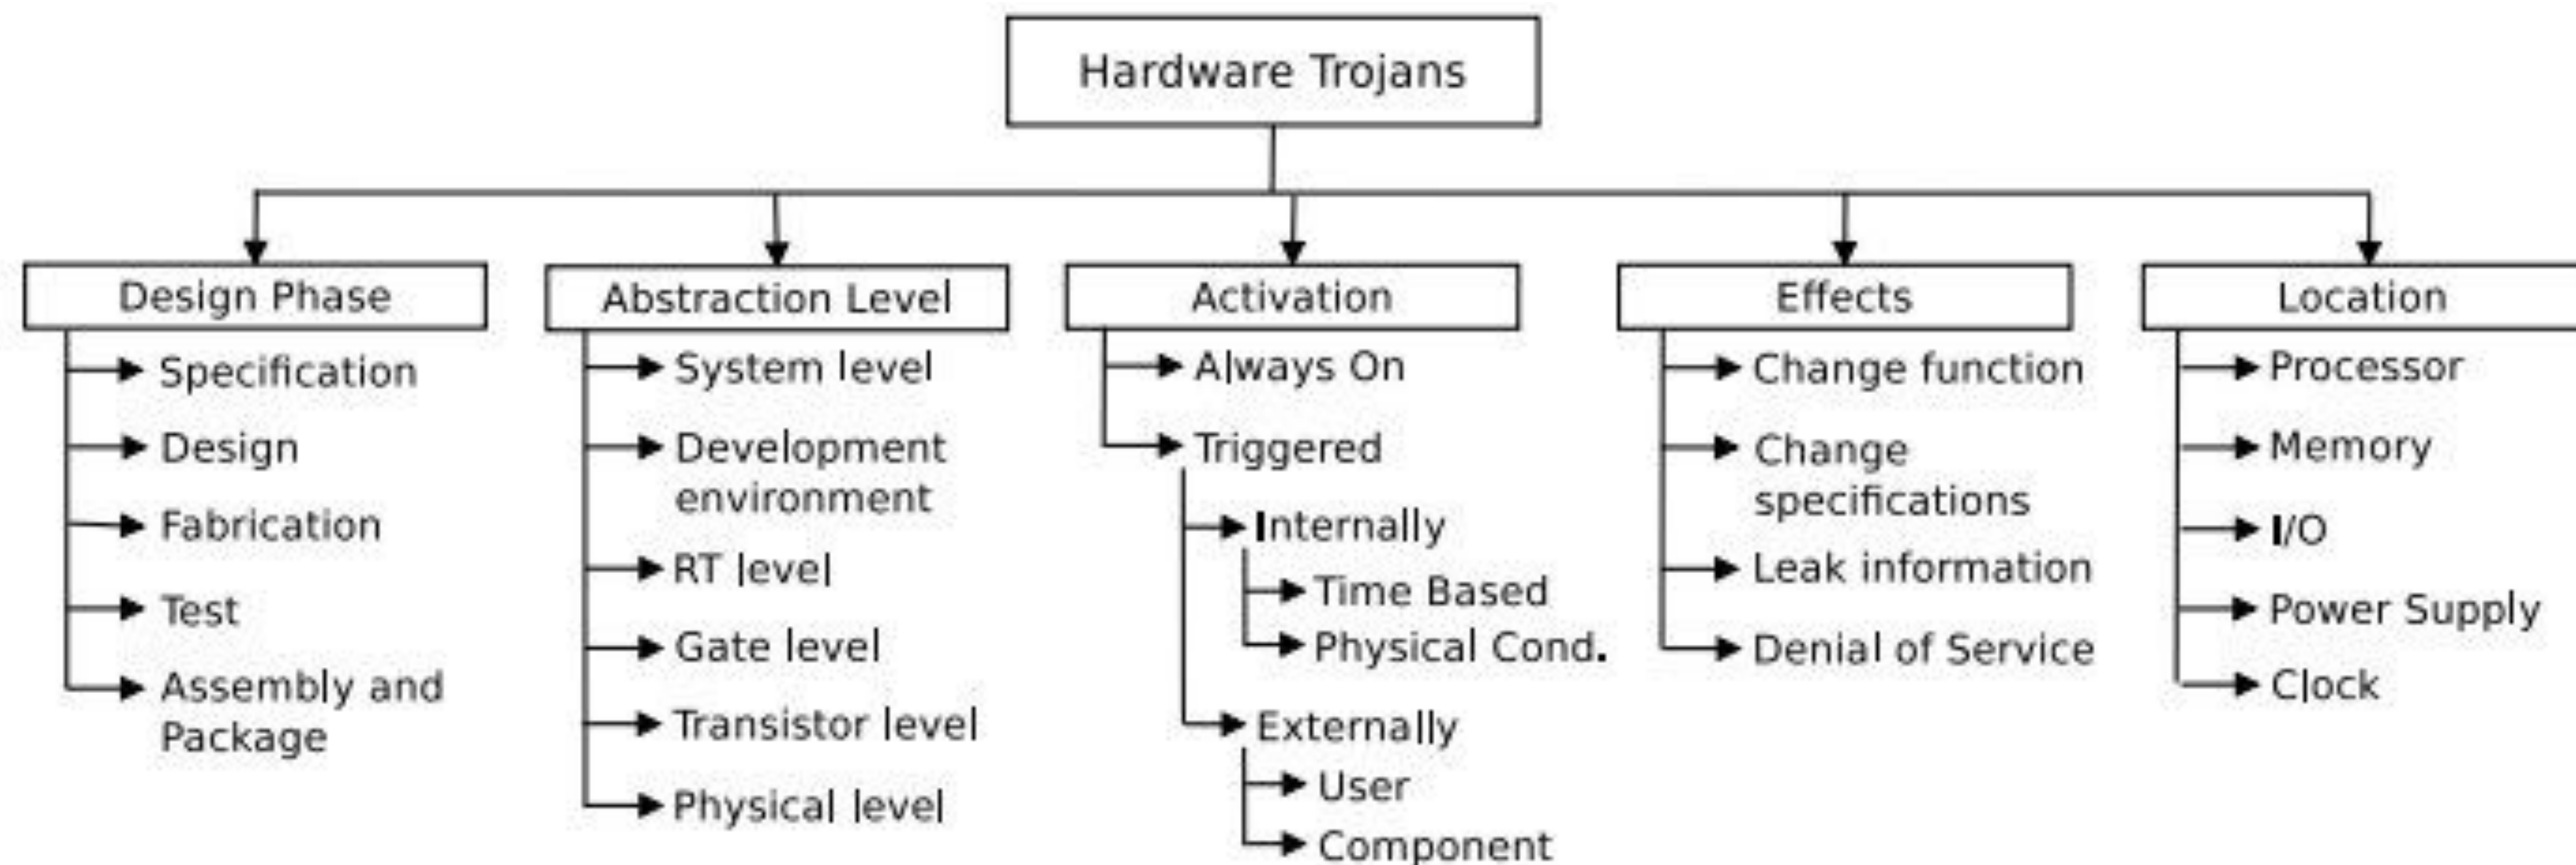 Hardware Trojans
Design Phase
Specification
Design
Fabrication
Test
Assembly and
Package
Abstraction Level
System level
Development
environment
RT level
Gate level
Transistor level
Physical level
Activation
Always On
Triggered
Internally
Time Based
Physical Cond.
Externally
User
Component
Effects
Change function
Change
specifications
Leak information
Denial of Service
Location
Processor
Memory
I/O
Power Supply
Clock